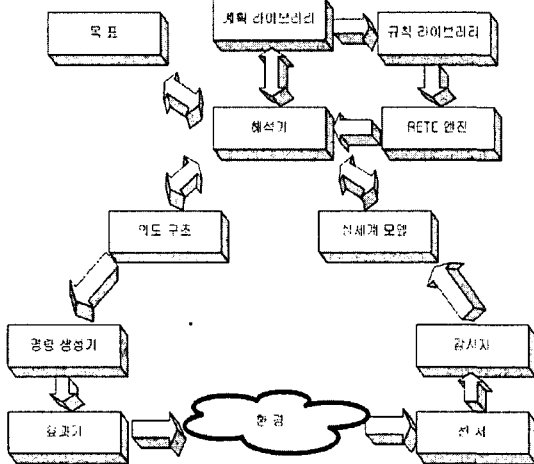 목 표
계획 라이브러리
규칙 라이브러리
해석기
RETE 엔진
의도 구조
실세계 모델
명령 생성기
감시자
효과기
환 경
센 서